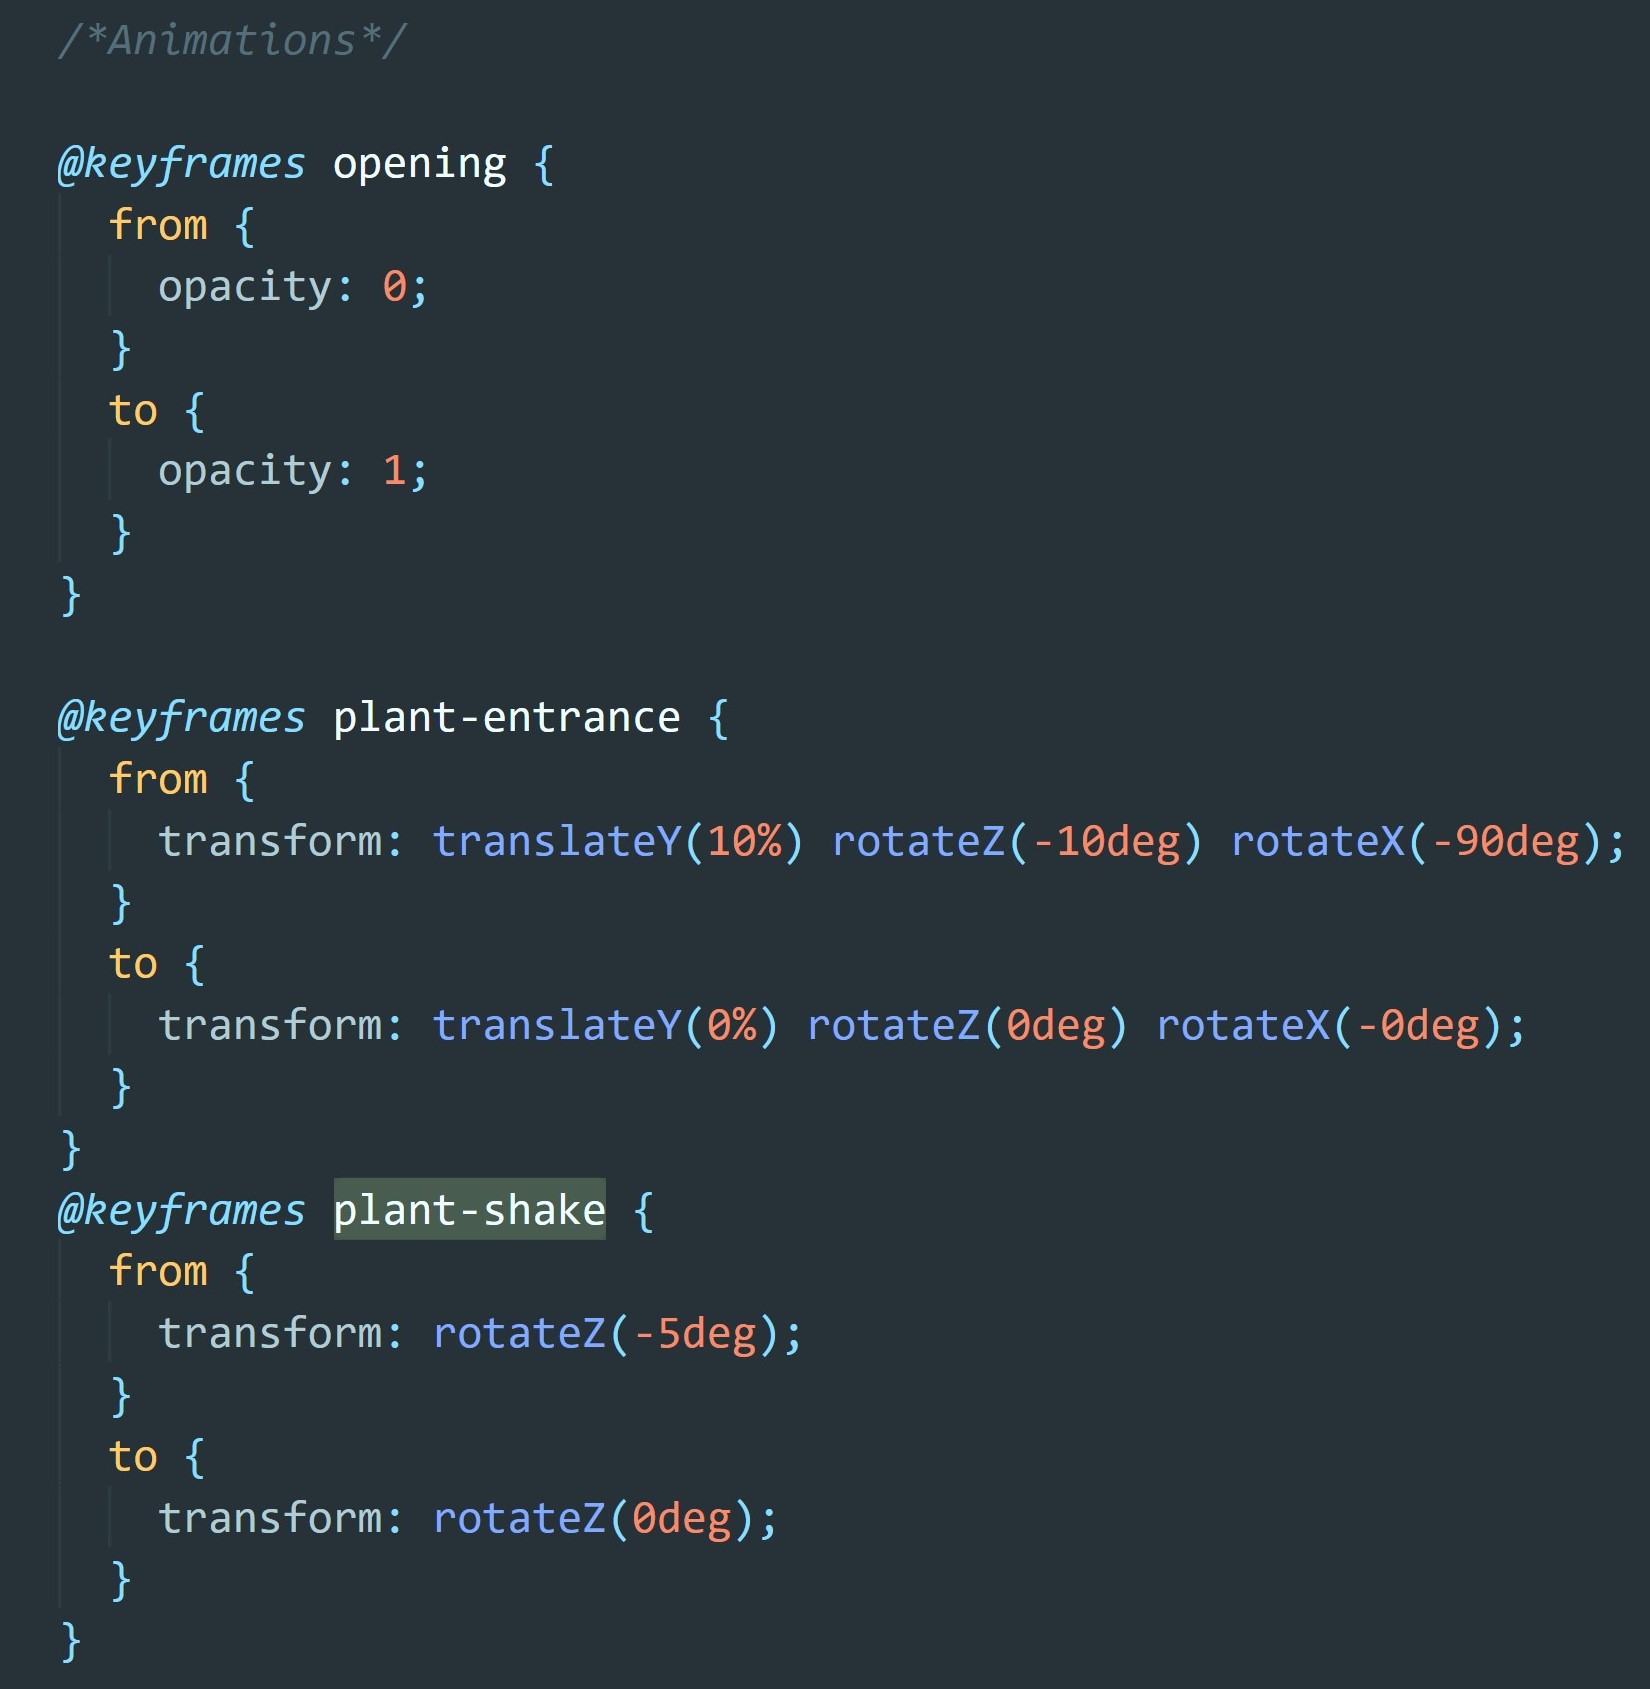 /*Animations*/
@keyframes opening {
from {
opacity: 0;
}
to {
opacity: 1;
}
}
@keyframes plant-entrance {
from {
transform: translateY(10%) rotateZ(-10deg) rotateX(-90deg);
}
to {
transform: translateY(0%) rotateZ(0deg) rotateX(-0deg);
}
}
@keyframes plant-shake {
from {
transform: rotateZ(-5deg);
}
to {
transform: rotateZ(0deg);
}
}